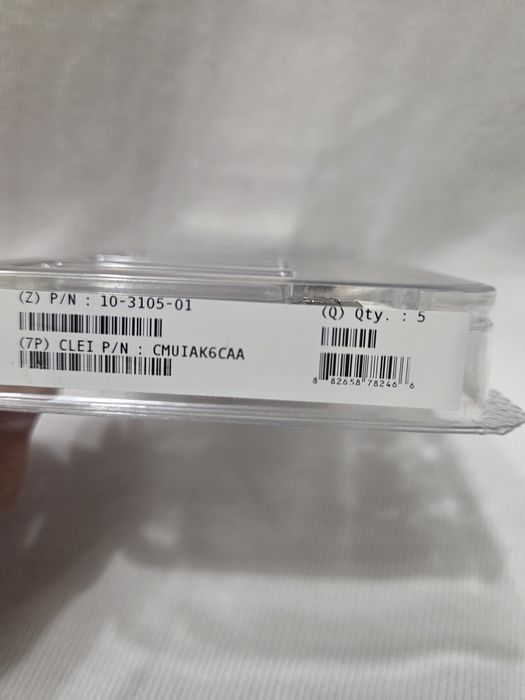 (Z) P/N : 10-3105-01
(Q) Qty. : 5
(7P) CLEI P/N : CMUIAK6CAA
8 82658 78246 6